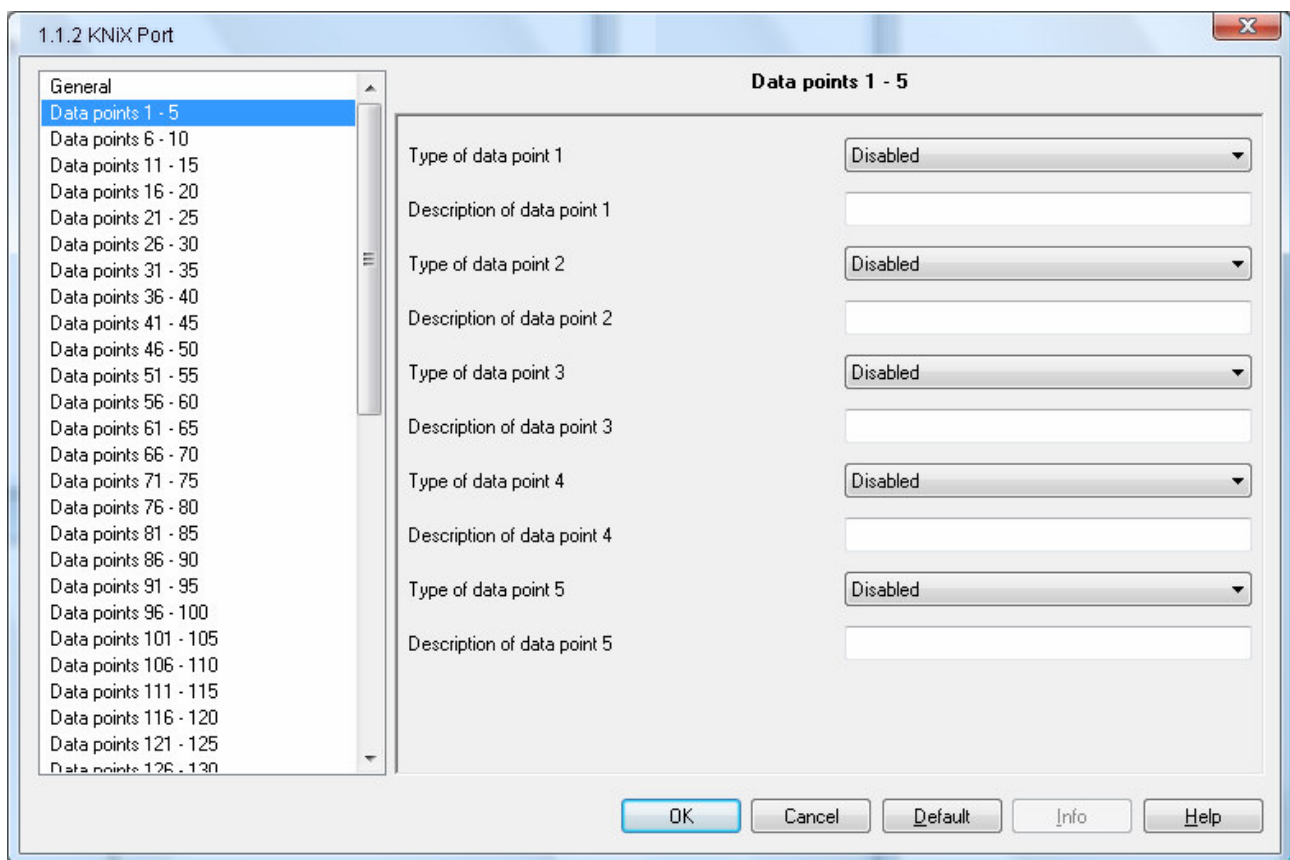 1.1.2 KNiX Port
General
Data points 1 - 5
Data points 6 - 10
Data points 11 - 15
Data points 16 - 20
Data points 21 - 25
Data points 26 - 30
Data points 31 - 35
Data points 36 - 40
Data points 41 - 45
Data points 46 - 50
Data points 51 - 55
Data points 56 - 60
Data points 61 - 65
Data points 66 - 70
Data points 71 - 75
Data points 76 - 80
Data points 81 - 85
Data points 86 - 90
Data points 91 - 95
Data points 96 - 100
Data points 101 - 105
Data points 106 - 110
Data points 111 - 115
Data points 116 - 120
Data points 121 - 125
Data points 126 - 130
Data points 1 - 5
Type of data point 1 Disabled
Description of data point 1
Type of data point 2 Disabled
Description of data point 2
Type of data point 3 Disabled
Description of data point 3
Type of data point 4 Disabled
Description of data point 4
Type of data point 5 Disabled
Description of data point 5
OK Cancel Default Info Help